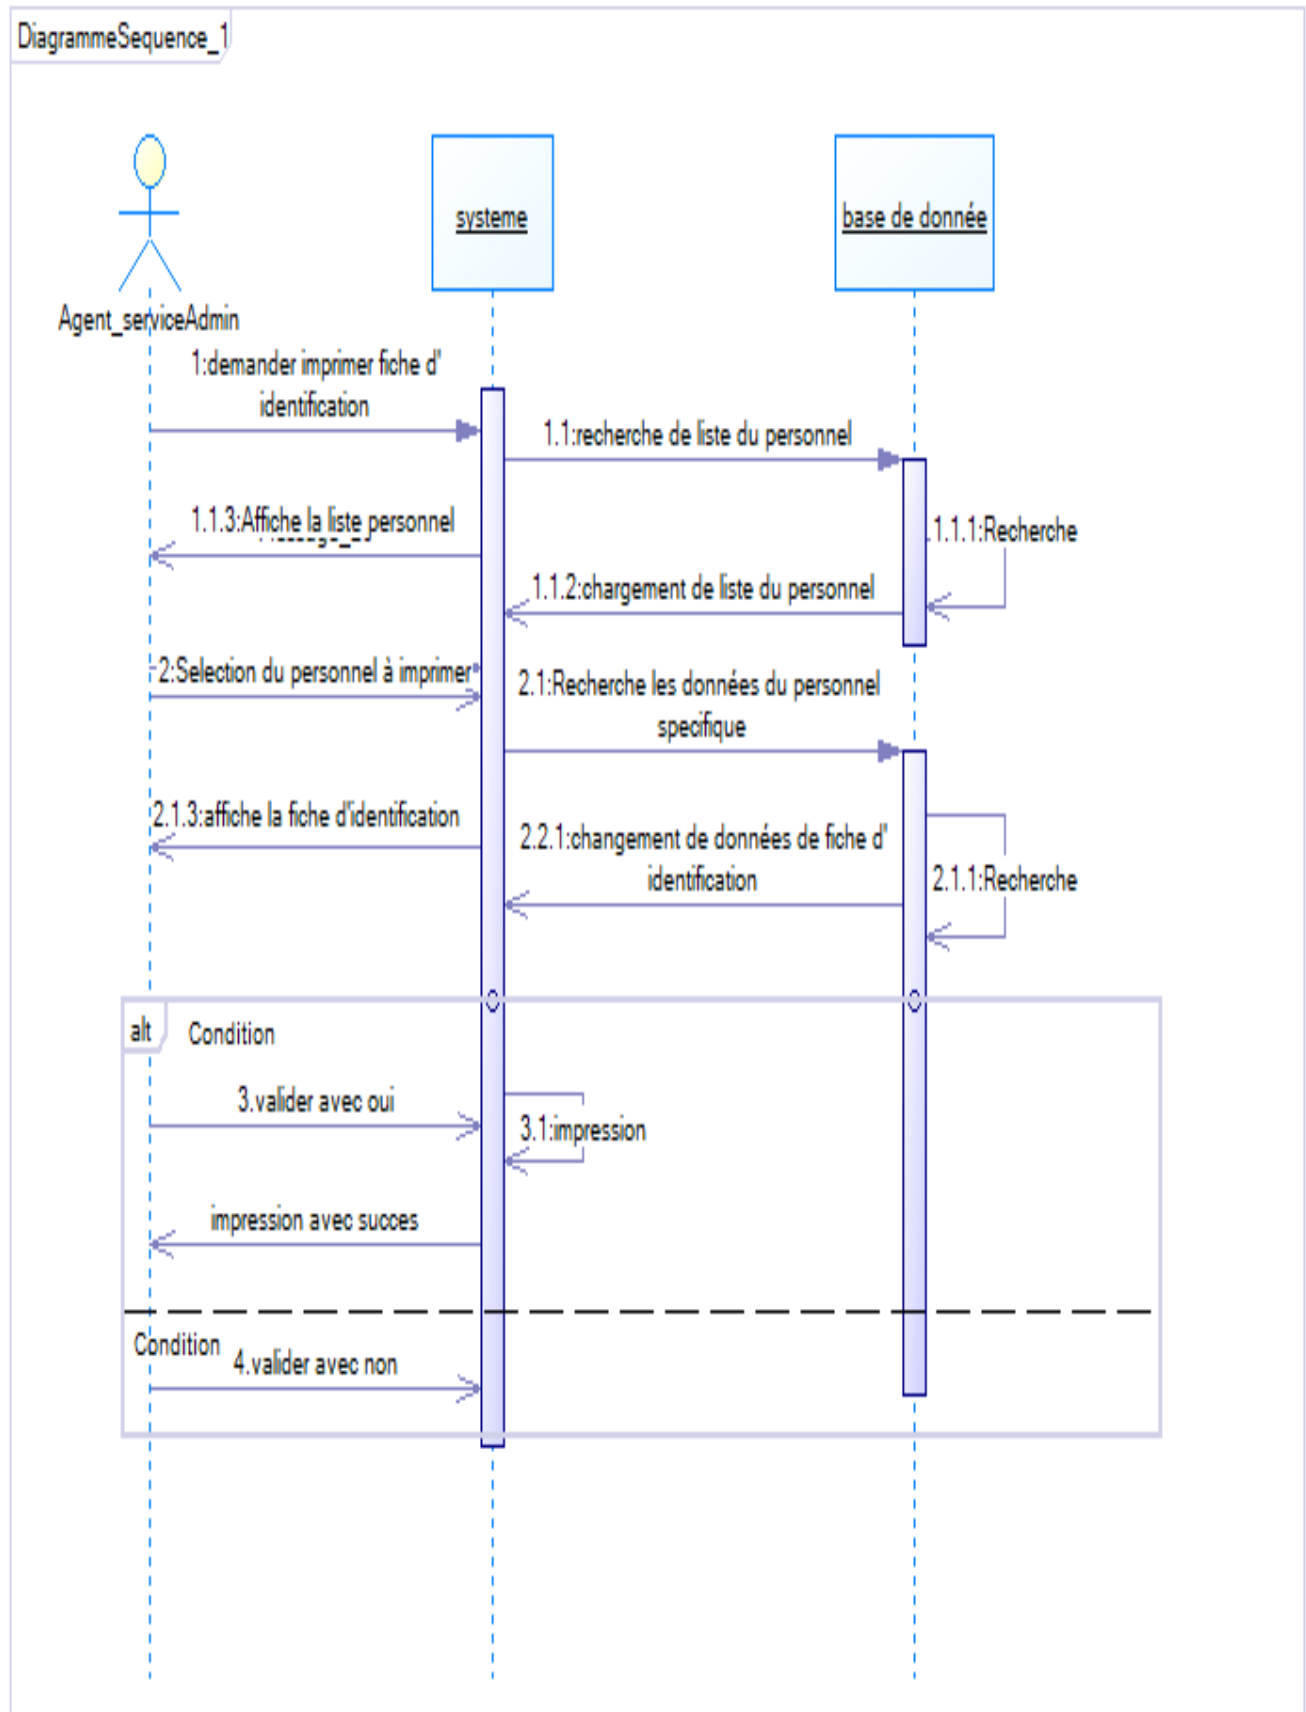 DiagrammeSequence_1
systeme
base de donnée
Agent_serviceAdmin
1:demander imprimer fiche d'
identification
1.1:recherche de liste du personnel
1.1.3:Affiche la liste personnel
1.1.1:Recherche
1.1.2:chargement de liste du personnel
2:Selection du personnel à imprimer
2.1:Recherche les données du personnel
specifique
2.1.3:affiche la fiche d'identification
2.2.1:changement de données de fiche d'
identification
2.1.1:Recherche
alt
Condition
3.valider avec oui
3.1:impression
impression avec succes
Condition
4.valider avec non